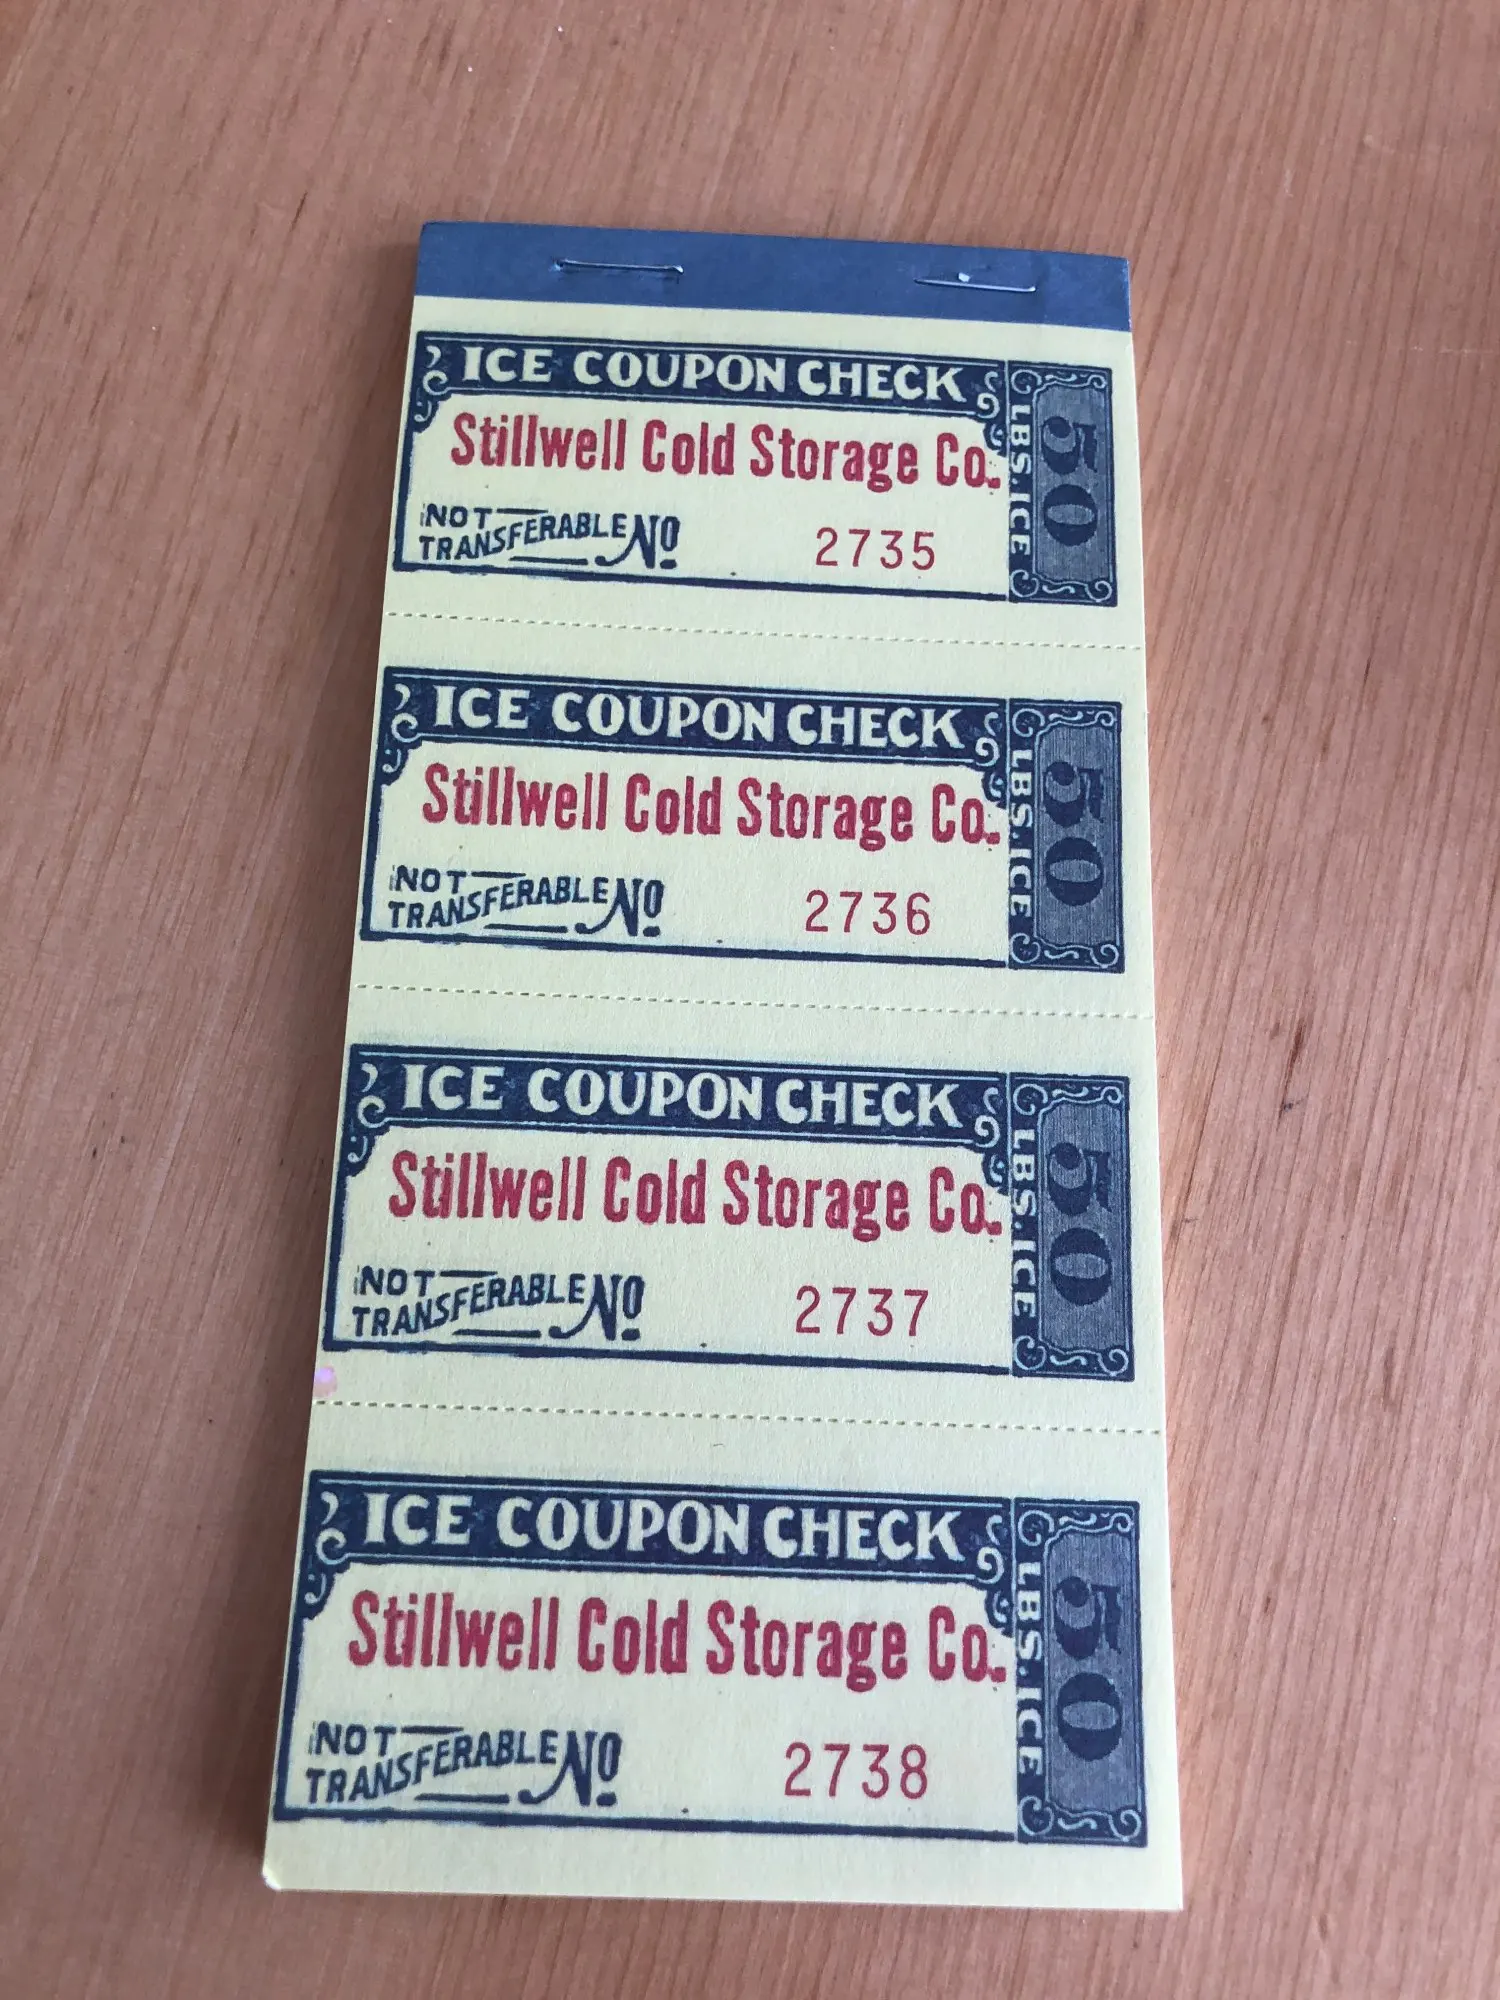 ICE COUPON CHECK
Stillwell Cold Storage Co.
NOT TRANSFERABLE No 2735
50 LBS. ICE
ICE COUPON CHECK
Stillwell Cold Storage Co.
NOT TRANSFERABLE No 2736
50 LBS. ICE
ICE COUPON CHECK
Stillwell Cold Storage Co.
NOT TRANSFERABLE No 2737
50 LBS. ICE
ICE COUPON CHECK
Stillwell Cold Storage Co.
NOT TRANSFERABLE No 2738
50 LBS. ICE